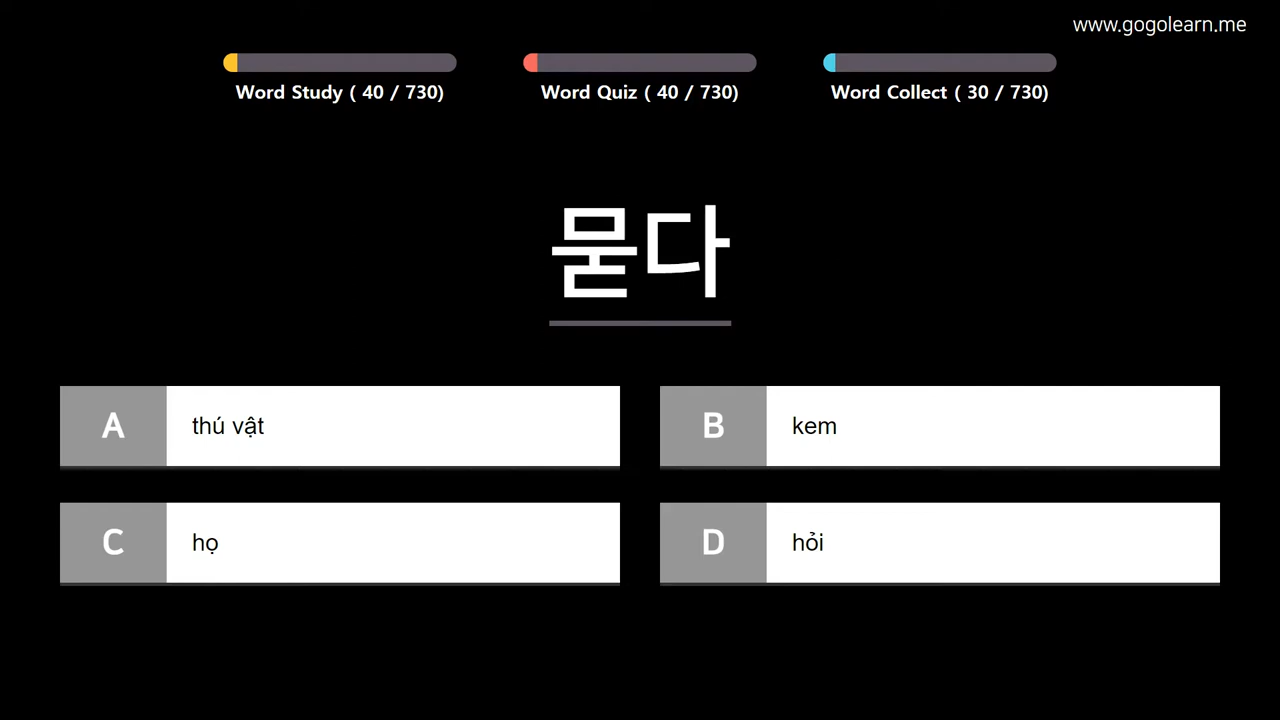 www.gogolearn.me
Word Study ( 40 / 730)
Word Quiz ( 40 / 730)
Word Collect ( 30 / 730)
묻다
A thú vật
B kem
C họ
D hỏi